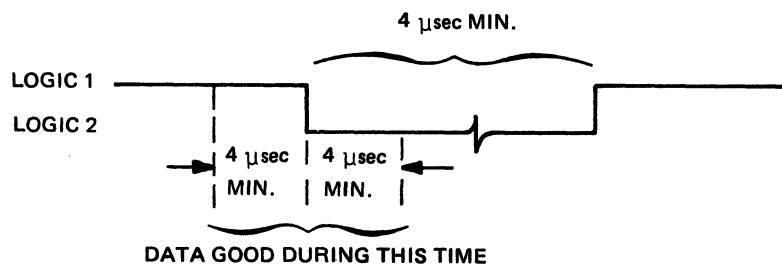 4 μsec MIN.
LOGIC 1
LOGIC 2
4 μsec MIN.
4 μsec MIN.
DATA GOOD DURING THIS TIME